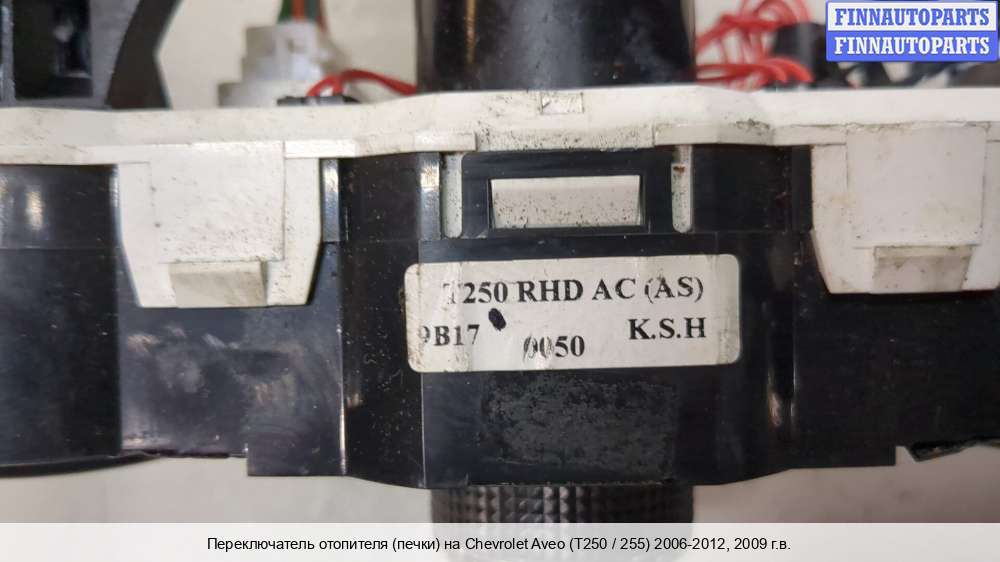 FINNAUTOPARTS
FINNAUTOPARTS
T250 RHD AC (AS)
9B17 0050 K.S.H
Переключатель отопителя (печки) на Chevrolet Aveo (T250 / 255) 2006-2012, 2009 г.в.